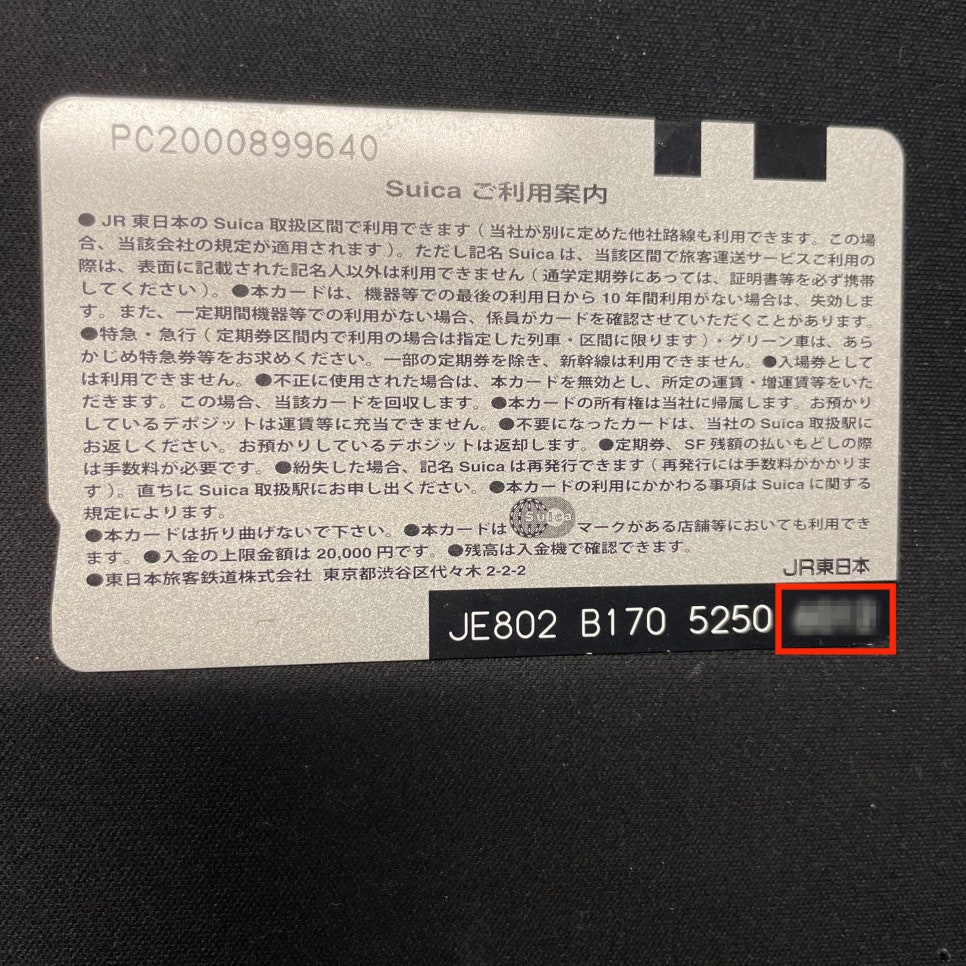 PC2000899640
Suica ご利用案内
●JR東日本のSuica取扱区間で利用できます(当社が別に定めた他社路線も利用できます。この場
合、当該会社の規定が適用されます)。ただし記名Suicaは、当該区間で旅客運送サービスご利用の
際は、表面に記載された記名人以外は利用できません(通学定期券にあっては、証明書等を必ず携帯
してください)。●本カードは、機器等での最後の利用日から10年間利用がない場合は、失効しま
す。また、一定期間機器等での利用がない場合、係員がカードを確認させていただくことがあります。
●特急・急行(定期券区間内で利用の場合は指定した列車・区間に限ります)・グリーン車は、あら
かじめ特急券等をお求めください。一部の定期券を除き、新幹線は利用できません。●入場券として
は利用できません。●不正に使用された場合は、本カードを無効とし、所定の運賃・増運賃等をいた
だきます。この場合、当該カードを回収します。●本カードの所有権は当社に帰属します。お預かり
しているデポジットは運賃等に充当できません。●不要になったカードは、当社のSuica取扱駅に
お返しください。お預かりしているデポジットは返却します。●定期券、SF残額の払いもどしの際
は手数料が必要です。●紛失した場合、記名Suicaは再発行できます(再発行には手数料がかかりま
す)。直ちにSuica取扱駅にお申し出ください。●本カードの利用にかかわる事項はSuicaに関する
規定によります。
●本カードは折り曲げないで下さい。●本カードは Suica マークがある店舗等においても利用でき
ます。●入金の上限金額は20,000円です。●残高は入金機で確認できます。
●東日本旅客鉄道株式会社 東京都渋谷区代々木2-2-2
JR東日本
JE802 B170 5250